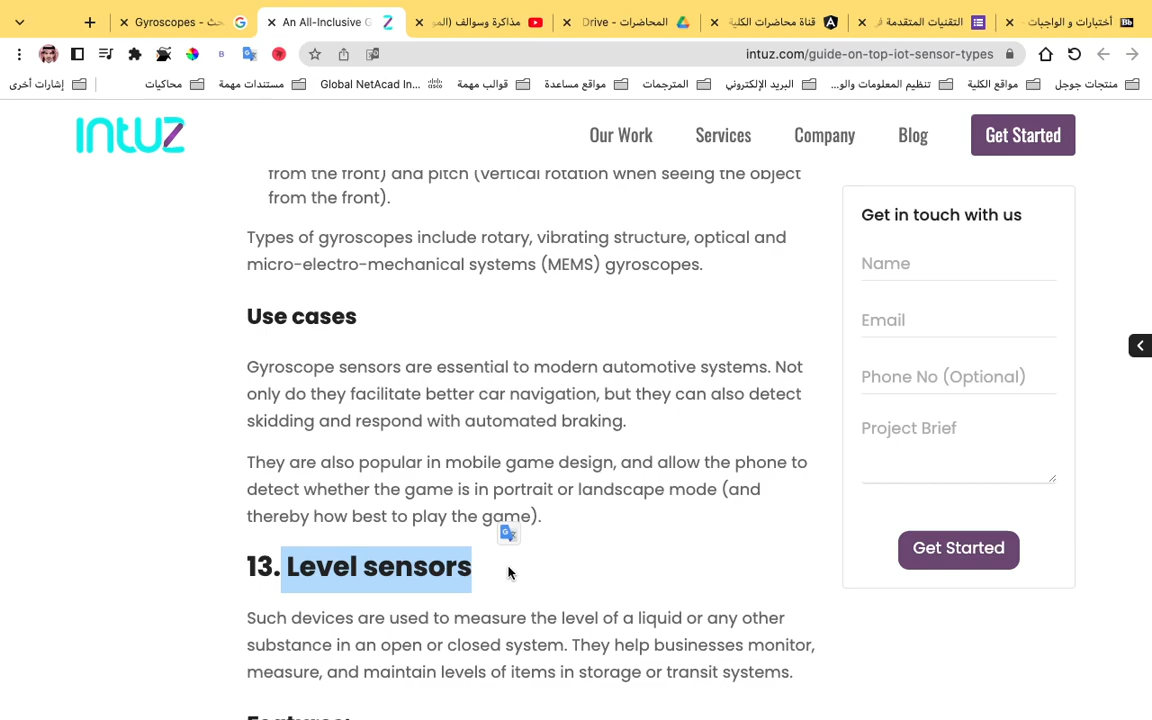 أختبارات و الواجبات
التقنيات المتقدمة في
قناة محاضرات الكلية
المحاضرات - Drive
مذاكرة وسوالف (المو
An All-Inclusive G
Gyroscopes - بحث
intuz.com/guide-on-top-iot-sensor-types
منتجات جوجل
مواقع الكلية
تنظيم المعلومات والو...
البريد الإلكتروني
المترجمات
مواقع مساعدة
قوالب مهمة
Global NetAcad In...
مستندات مهمة
محاكيات
إشارات أخرى
INTUZ
Our Work
Services
Company
Blog
Get Started
from the front) and pitch (vertical rotation when seeing the object
from the front).
Types of gyroscopes include rotary, vibrating structure, optical and
micro-electro-mechanical systems (MEMS) gyroscopes.
Use cases
Gyroscope sensors are essential to modern automotive systems. Not
only do they facilitate better car navigation, but they can also detect
skidding and respond with automated braking.
They are also popular in mobile game design, and allow the phone to
detect whether the game is in portrait or landscape mode (and
thereby how best to play the game).
13. Level sensors
Such devices are used to measure the level of a liquid or any other
substance in an open or closed system. They help businesses monitor,
measure, and maintain levels of items in storage or transit systems.
Features:
Get in touch with us
Name
Email
Phone No (Optional)
Project Brief
Get Started